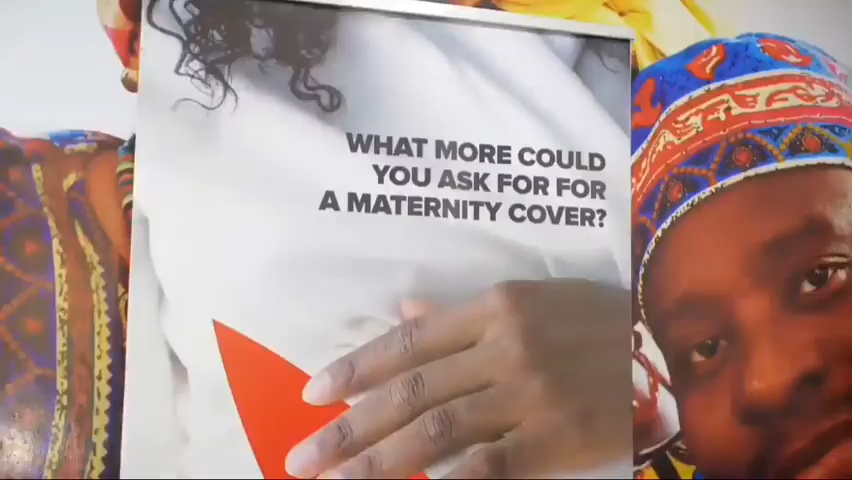 WHAT MORE COULD
YOU ASK FOR FOR
A MATERNITY COVER?